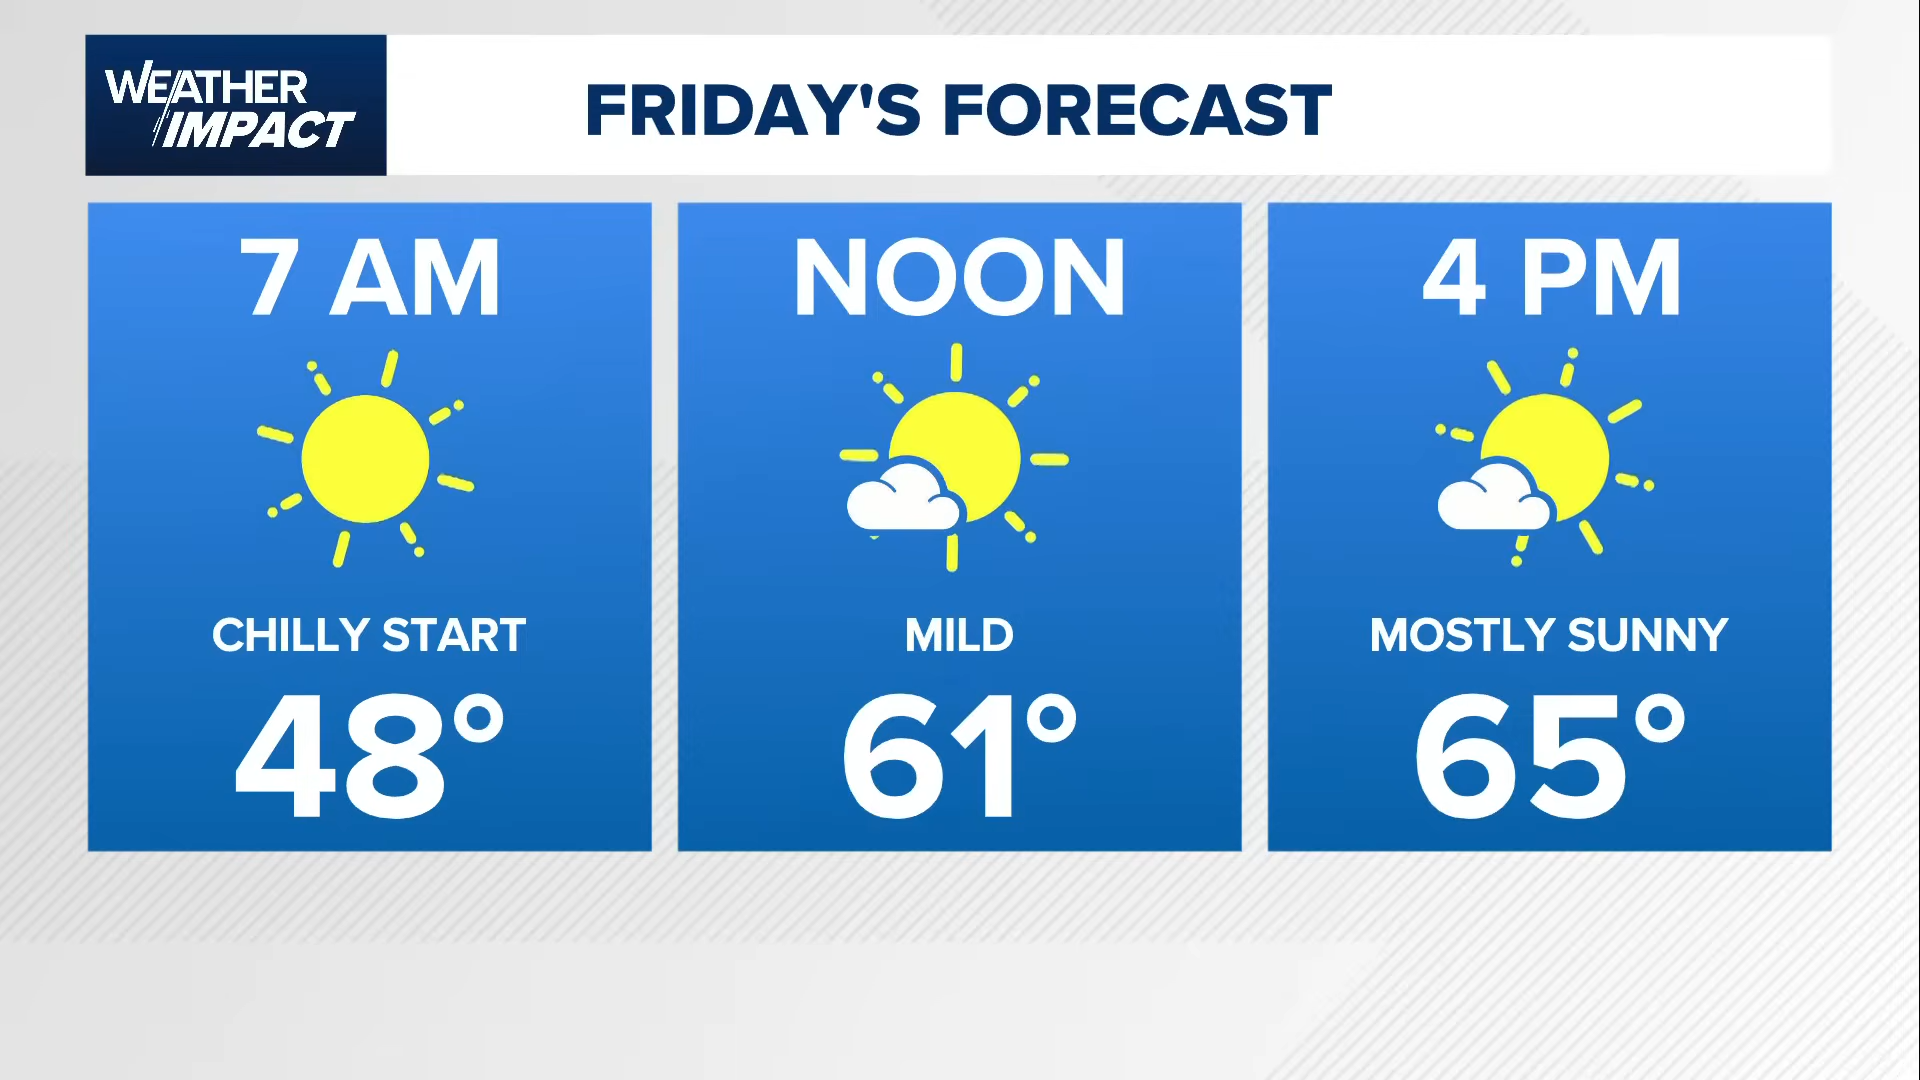 WEATHER
IMPACT
FRIDAY'S FORECAST
7 AM
CHILLY START
48°
NOON
MILD
61°
4 PM
MOSTLY SUNNY
65°